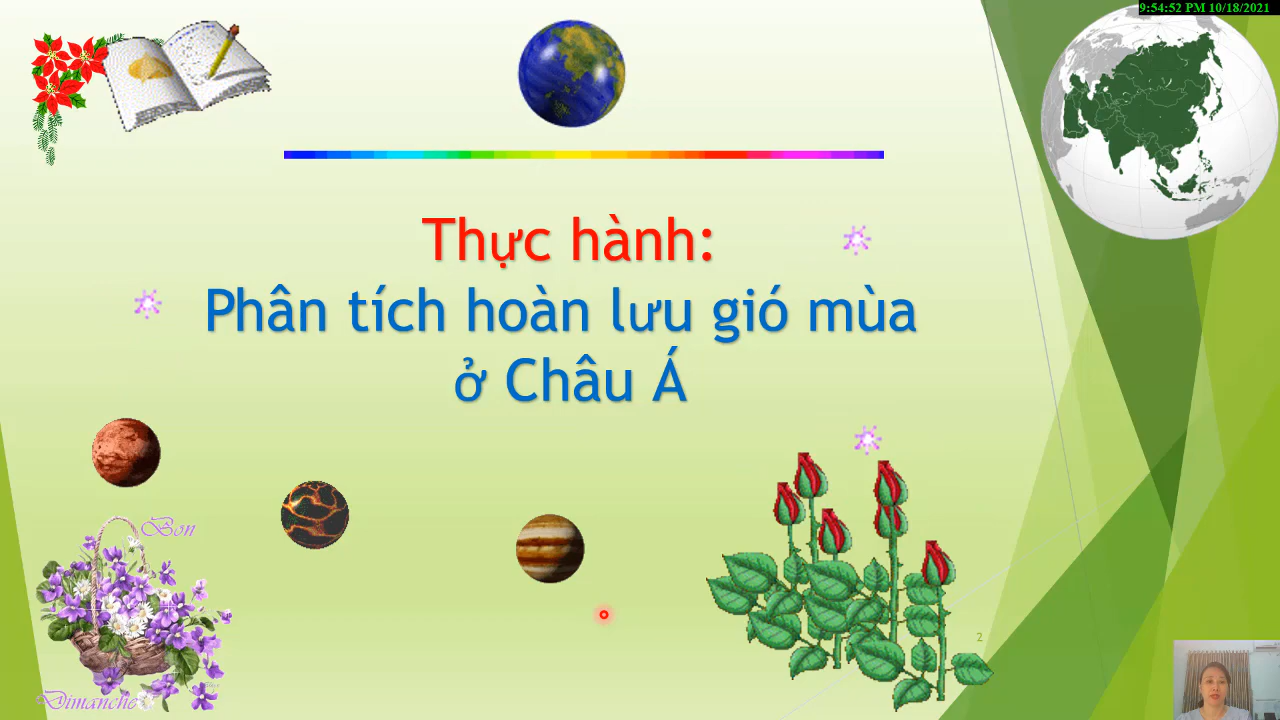 9:54:52 PM 10/18/2021
Thực hành:
Phân tích hoàn lưu gió mùa
ở Châu Á
Bon
Dimanche
2